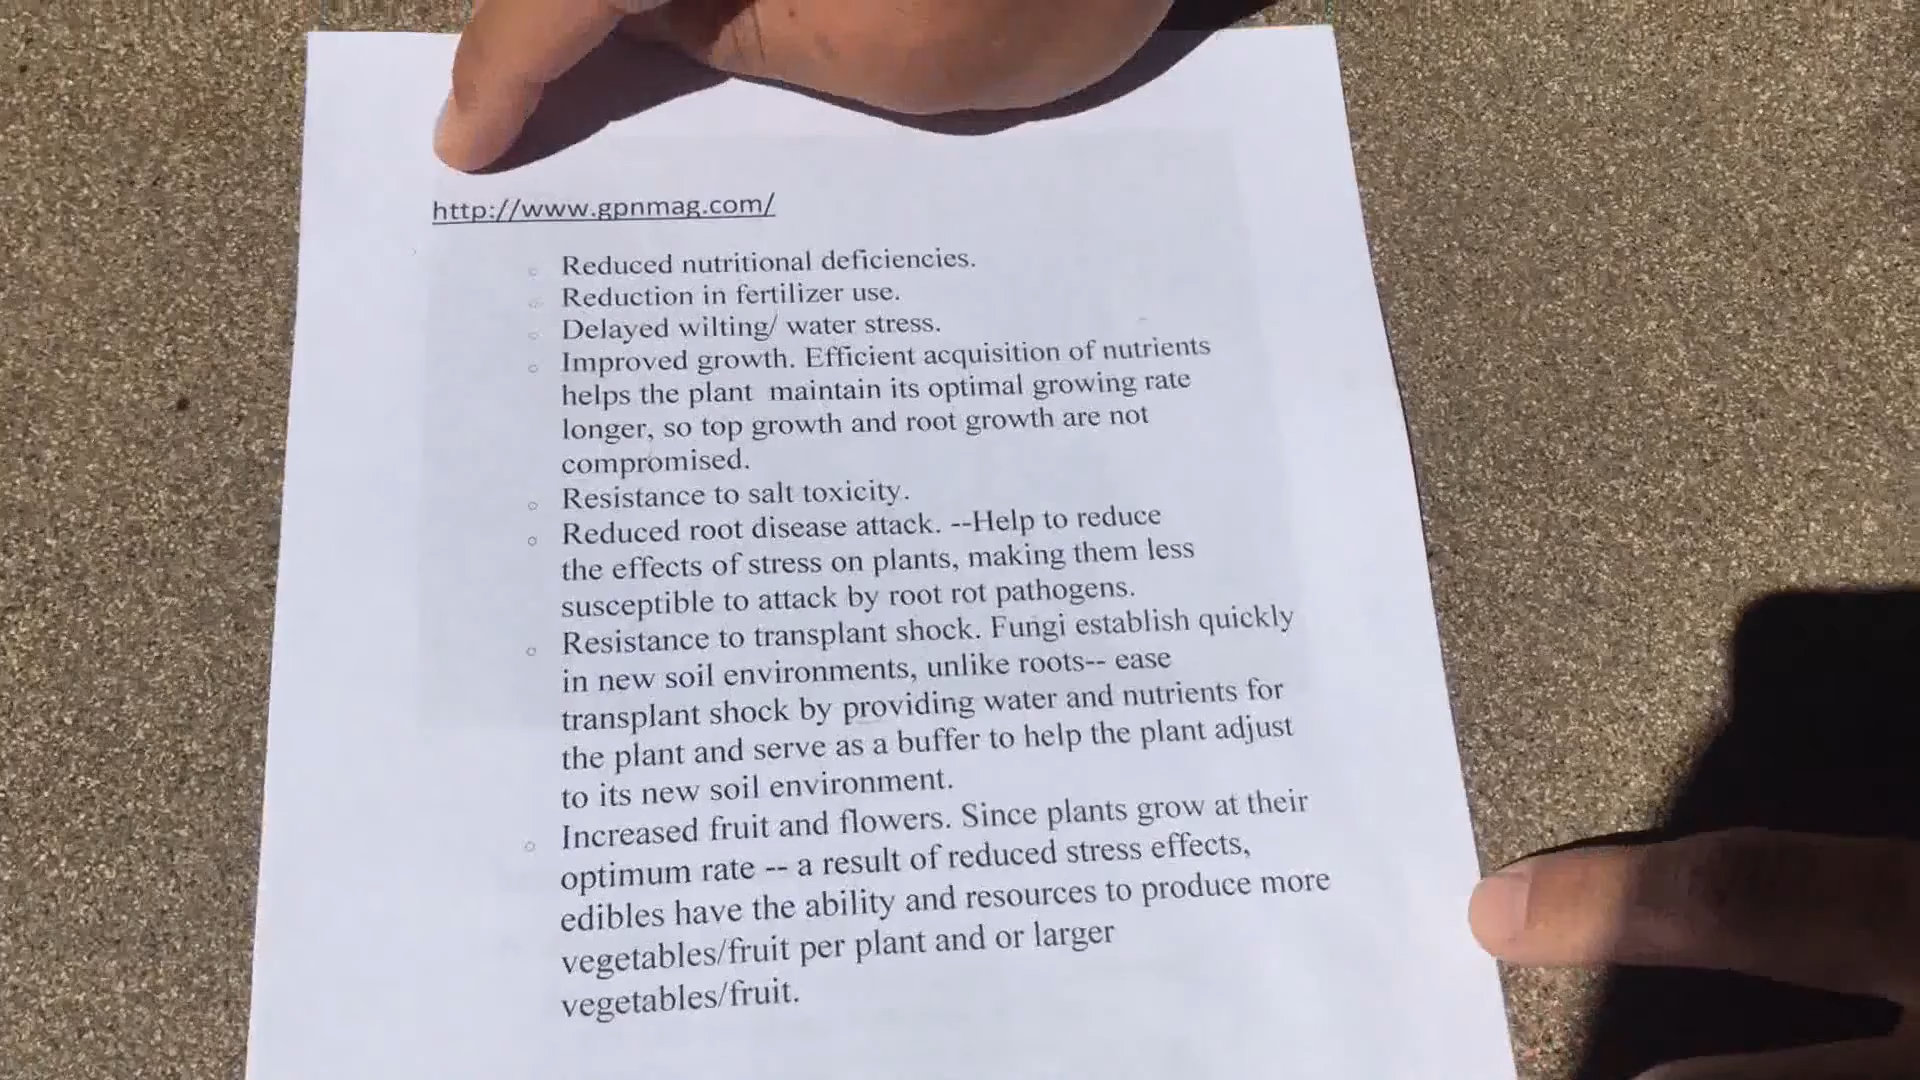 http://www.gpnmag.com/
Reduced nutritional deficiencies.
Reduction in fertilizer use.
Delayed wilting/ water stress.
Improved growth. Efficient acquisition of nutrients
helps the plant maintain its optimal growing rate
longer, so top growth and root growth are not
compromised.
Resistance to salt toxicity.
Reduced root disease attack. --Help to reduce
the effects of stress on plants, making them less
susceptible to attack by root rot pathogens.
Resistance to transplant shock. Fungi establish quickly
in new soil environments, unlike roots-- ease
transplant shock by providing water and nutrients for
the plant and serve as a buffer to help the plant adjust
to its new soil environment.
Increased fruit and flowers. Since plants grow at their
optimum rate -- a result of reduced stress effects,
edibles have the ability and resources to produce more
vegetables/fruit per plant and or larger
vegetables/fruit.